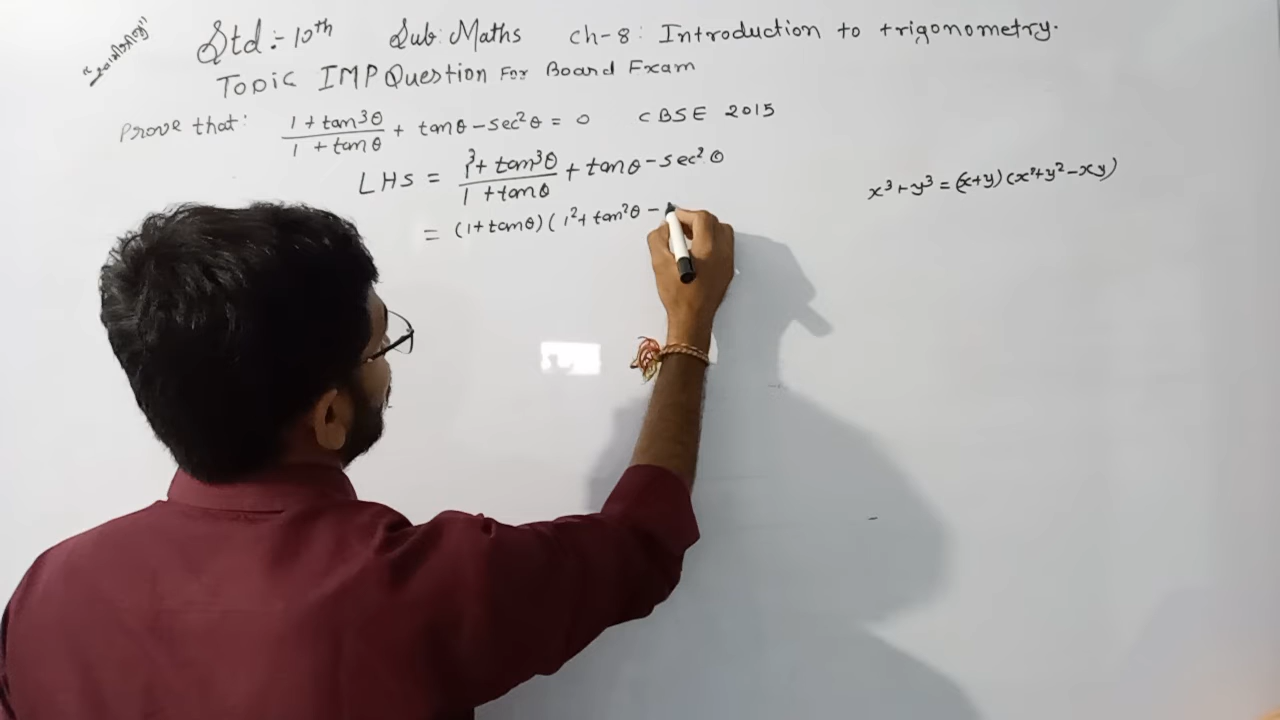 Std:- 10th Sub: Maths ch-8: Introduction to trigonometry.
Topic IMP Question For Board Exam
Prove that: (1 + tan³θ)/(1 + tanθ) + tanθ - sec²θ = 0 CBSE 2015
LHS = (1³ + tan³θ)/(1 + tanθ) + tanθ - sec²θ
x³ + y³ = (x+y) (x²+y²-xy)
= (1+tanθ) (1² + tan²θ -